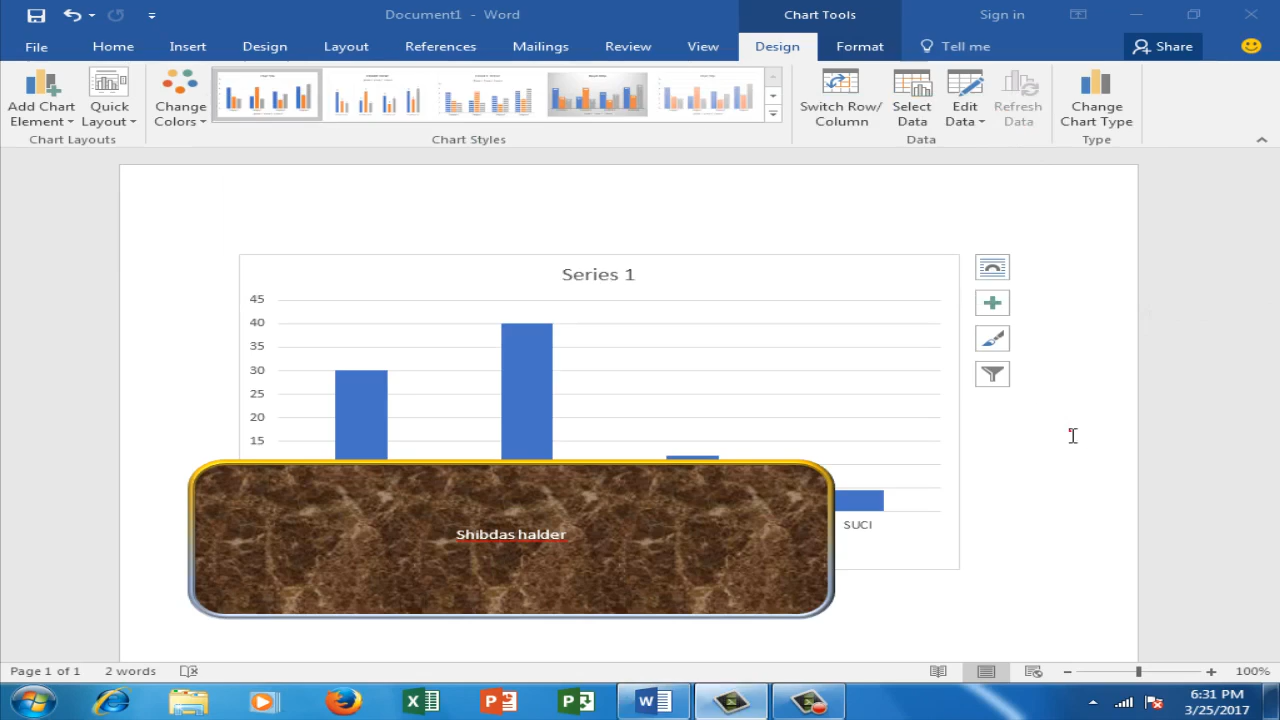 Document1 - Word
Chart Tools
Sign in
File
Home
Insert
Design
Layout
References
Mailings
Review
View
Design
Format
Tell me
Share
Add Chart
Element
Quick
Layout
Change
Colors
Switch Row/
Column
Select
Data
Edit
Data
Refresh
Data
Change
Chart Type
Chart Layouts
Chart Styles
Data
Type
Series 1
45
40
35
30
25
20
15
SUCI
Shibdas halder
Page 1 of 1
2 words
100%
6:31 PM
3/25/2017